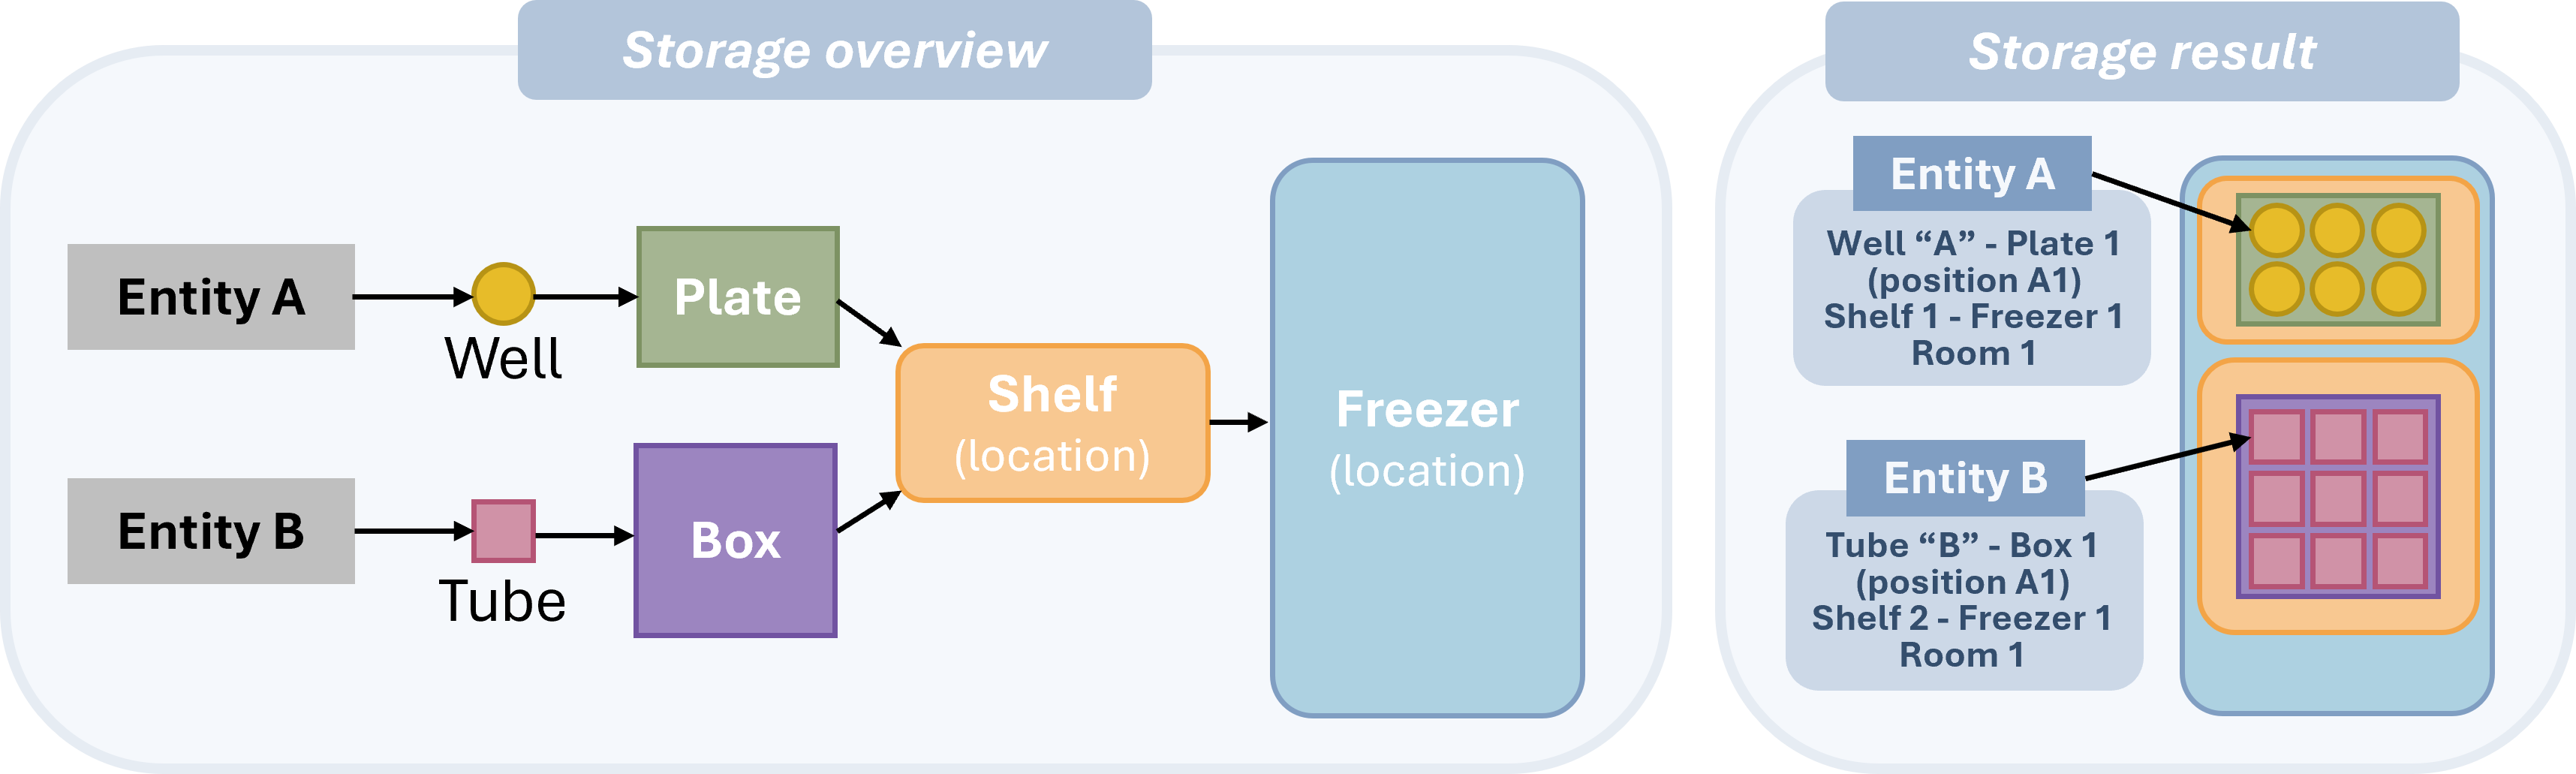 Storage overview
Entity A
Well
Plate
Entity B
Tube
Box
Shelf
(location)
Freezer
(location)
Storage result
Entity A
Well “A” - Plate 1
(position A1)
Shelf 1 - Freezer 1
Room 1
Entity B
Tube “B” - Box 1
(position A1)
Shelf 2 - Freezer 1
Room 1